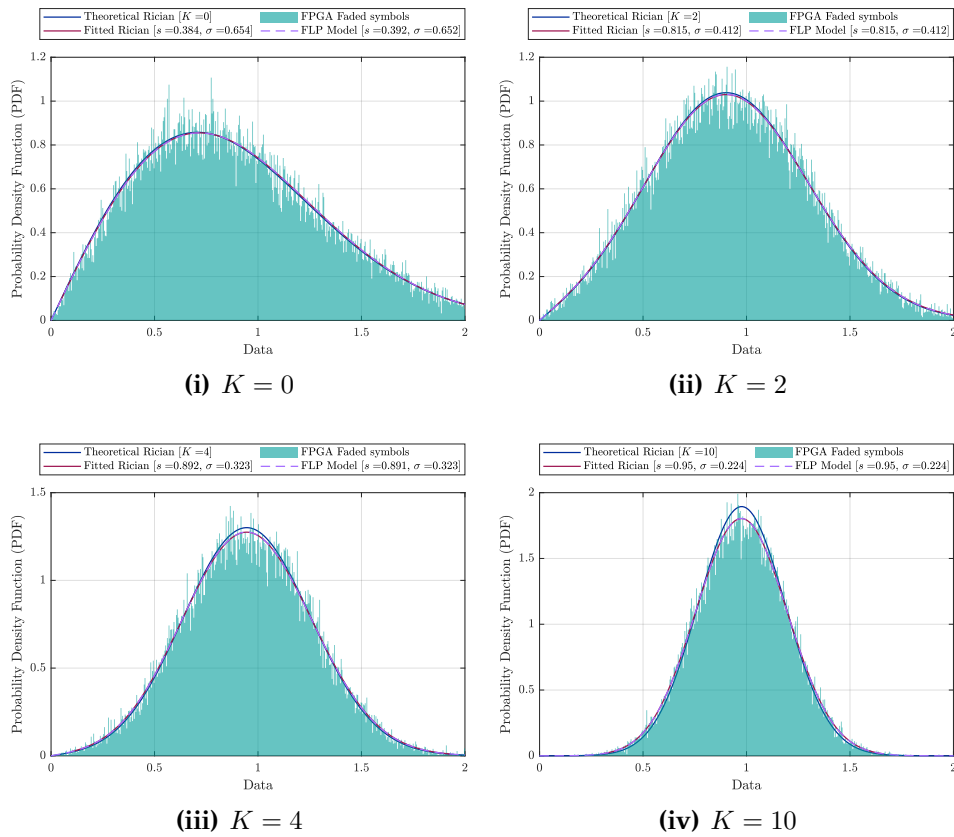 Theoretical Rician [K =0] FPGA Faded symbols
Fitted Rician [s =0.384, σ =0.654] FLP Model [s =0.392, σ =0.652]
Probability Density Function (PDF)
1.2
1
0.8
0.6
0.4
0.2
0
0 0.5 1 1.5 2
Data
(i) K = 0
Theoretical Rician [K =2] FPGA Faded symbols
Fitted Rician [s =0.815, σ =0.412] FLP Model [s =0.815, σ =0.412]
Probability Density Function (PDF)
1.2
1
0.8
0.6
0.4
0.2
0
0 0.5 1 1.5 2
Data
(ii) K = 2
Theoretical Rician [K =4] FPGA Faded symbols
Fitted Rician [s =0.892, σ =0.323] FLP Model [s =0.891, σ =0.323]
Probability Density Function (PDF)
1.5
1
0.5
0
0 0.5 1 1.5 2
Data
(iii) K = 4
Theoretical Rician [K =10] FPGA Faded symbols
Fitted Rician [s =0.95, σ =0.224] FLP Model [s =0.95, σ =0.224]
Probability Density Function (PDF)
2
1.5
1
0.5
0
0 0.5 1 1.5 2
Data
(iv) K = 10